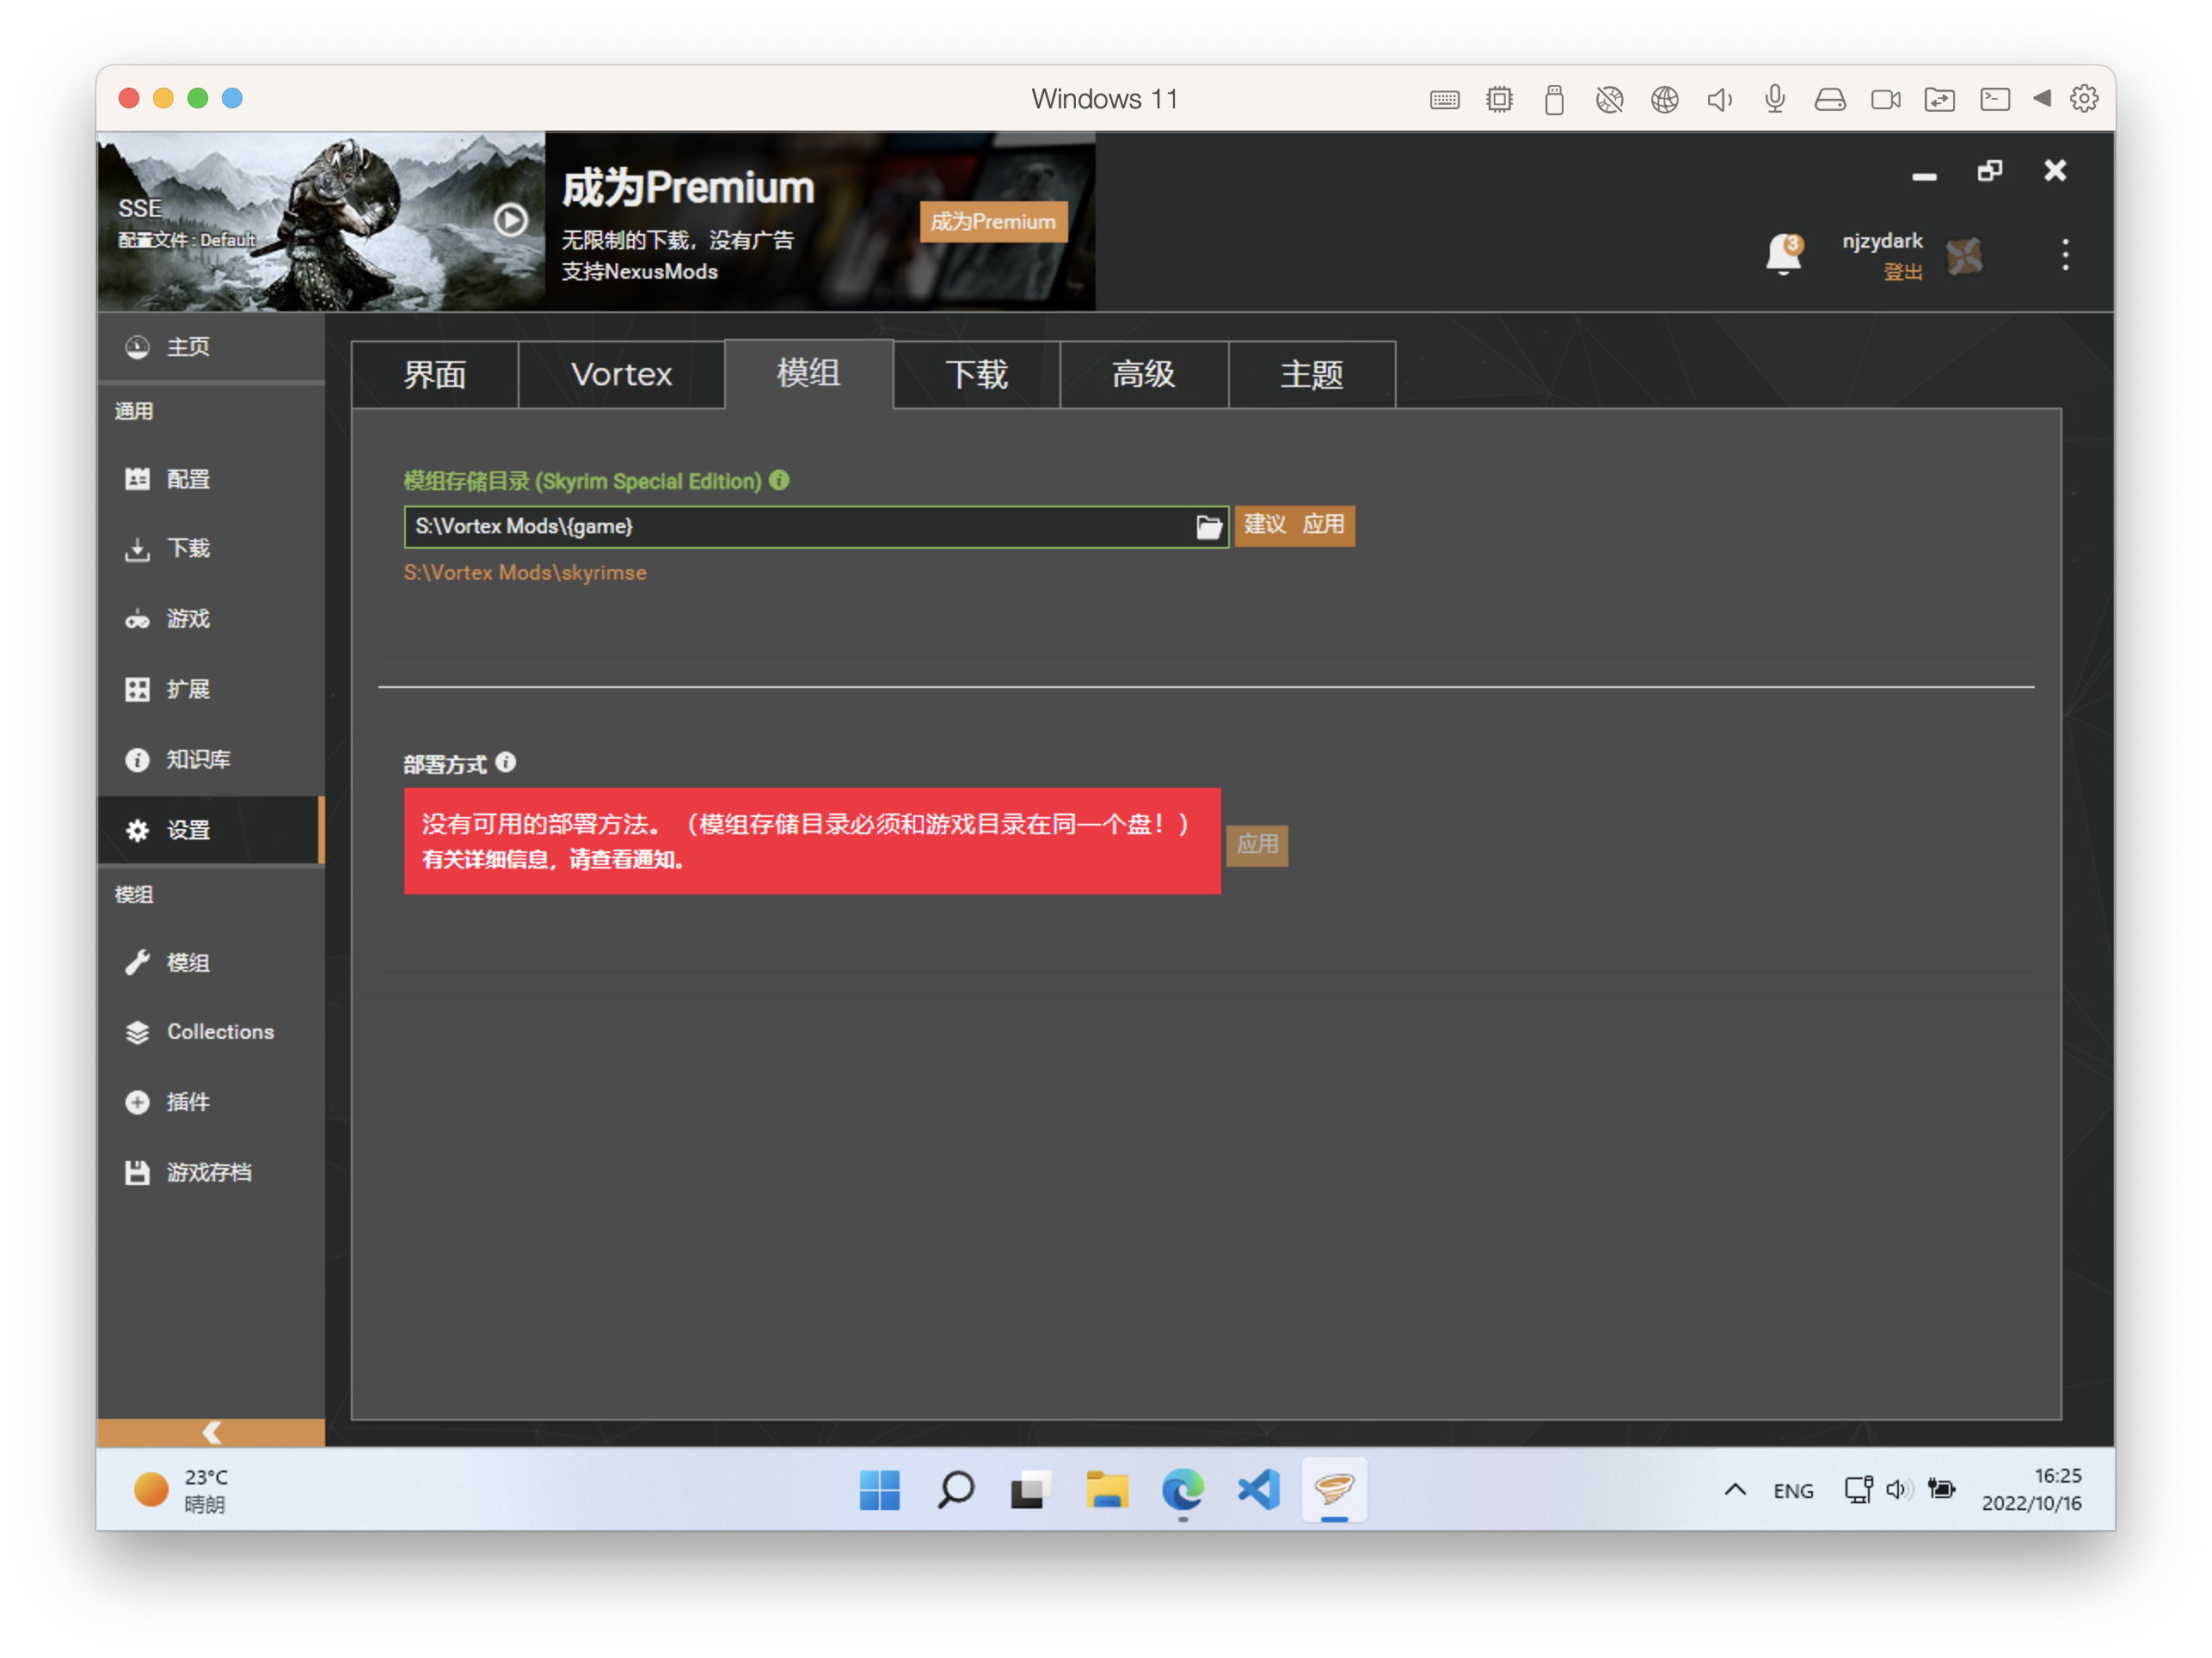 Windows 11
SSE
配置文件 : Default
成为Premium
无限制的下载，没有广告
支持NexusMods
成为Premium
3
njzydark
登出
主页
通用
配置
下载
游戏
扩展
知识库
设置
模组
模组
Collections
插件
游戏存档
界面
Vortex
模组
下载
高级
主题
模组存储目录 (Skyrim Special Edition)
S:\Vortex Mods\{game}
建议 应用
S:\Vortex Mods\skyrimse
部署方式
没有可用的部署方法。（模组存储目录必须和游戏目录在同一个盘！)
有关详细信息，请查看通知。
应用
23°C
晴朗
ENG
16:25
2022/10/16